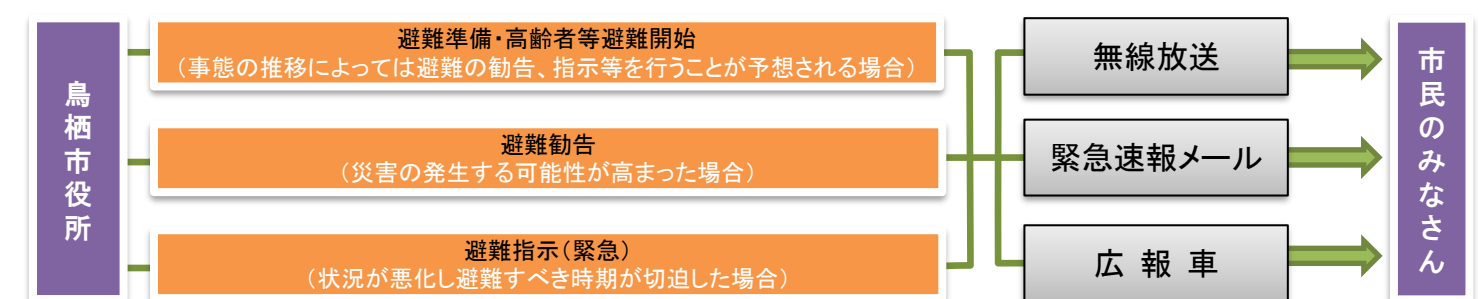 鳥栖市役所
避難準備・高齢者等避難開始
（事態の推移によっては避難の勧告、指示等を行うことが予想される場合）
避難勧告
（災害の発生する可能性が高まった場合）
避難指示（緊急）
（状況が悪化し避難すべき時期が切迫した場合）
無線放送
緊急速報メール
広報車
市民のみなさん